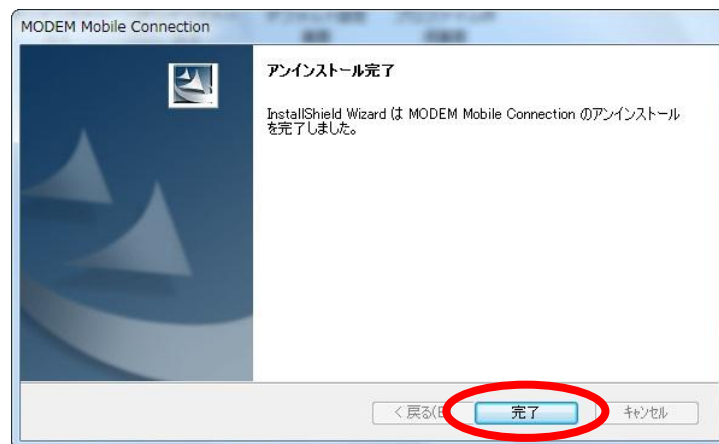 MODEM Mobile Connection
アンインストール完了
InstallShield Wizard は MODEM Mobile Connection のアンインストール
を完了しました。
< 戻る(B
完了
キャンセル